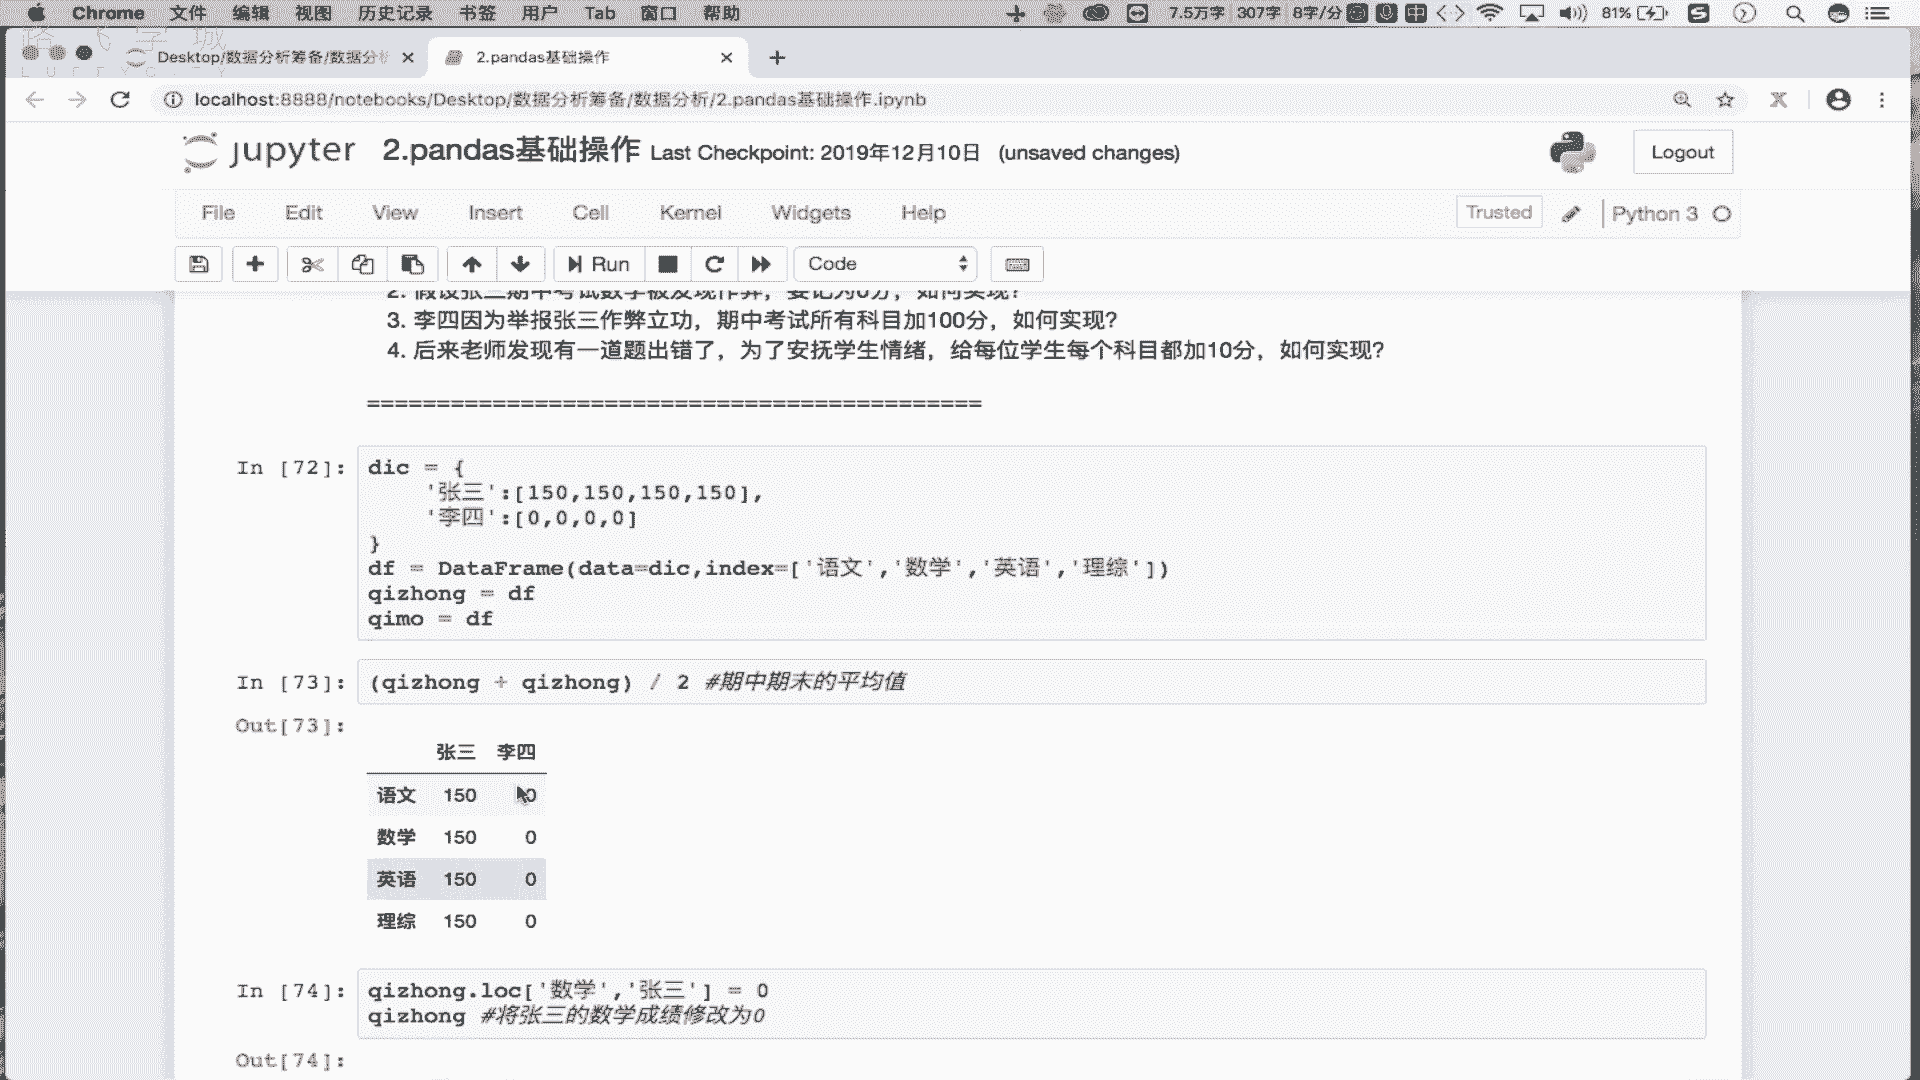 Chrome 文件 编辑 视图 历史记录 书签 用户 Tab 窗口 帮助 7.5万字 307字 8字/分 中 81%
Desktop/数据分析筹备/数据分析
2.pandas基础操作
localhost:8888/notebooks/Desktop/数据分析筹备/数据分析/2.pandas基础操作.ipynb
jupyter 2.pandas基础操作 Last Checkpoint: 2019年12月10日 (unsaved changes)
Logout
File Edit View Insert Cell Kernel Widgets Help Trusted Python 3
Run Code
3. 李四因为举报张三作弊立功，期中考试所有科目加100分，如何实现?
4. 后来老师发现有一道题出错了，为了安抚学生情绪，给每位学生每个科目都加10分，如何实现?
============================================
In [72]: dic = {
'张三':[150,150,150,150],
'李四':[0,0,0,0]
}
df = DataFrame(data=dic,index=['语文','数学','英语','理综'])
qizhong = df
qimo = df
In [73]: (qizhong + qizhong) / 2 #期中期末的平均值
Out[73]:
张三 李四
语文 150 0
数学 150 0
英语 150 0
理综 150 0
In [74]: qizhong.loc['数学','张三'] = 0
qizhong #将张三的数学成绩修改为0
Out[74]: